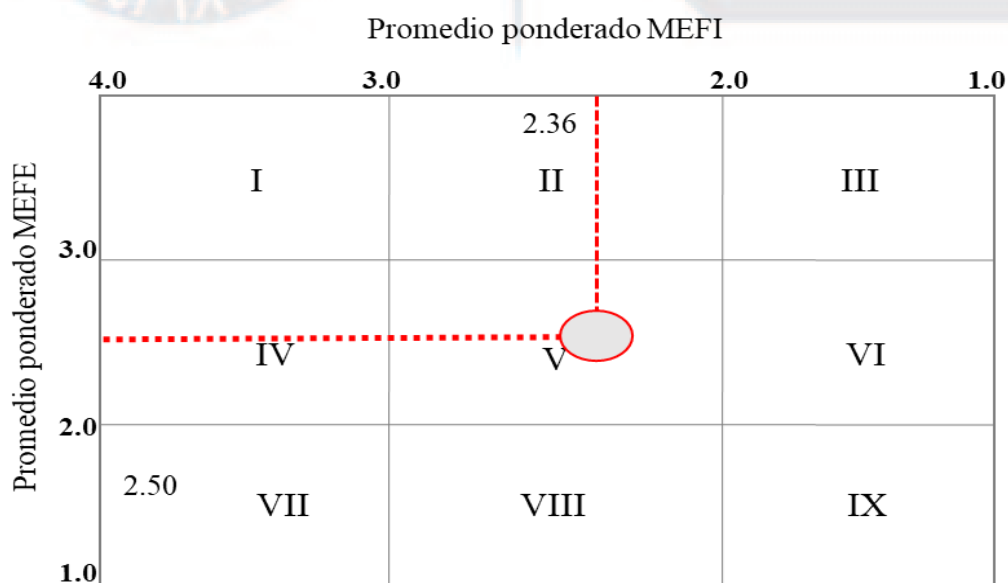 Promedio ponderado MEFI
4.0 3.0 2.0 1.0
2.36
I II III
Promedio ponderado MEFE
3.0
IV V VI
2.0
2.50
VII VIII IX
1.0